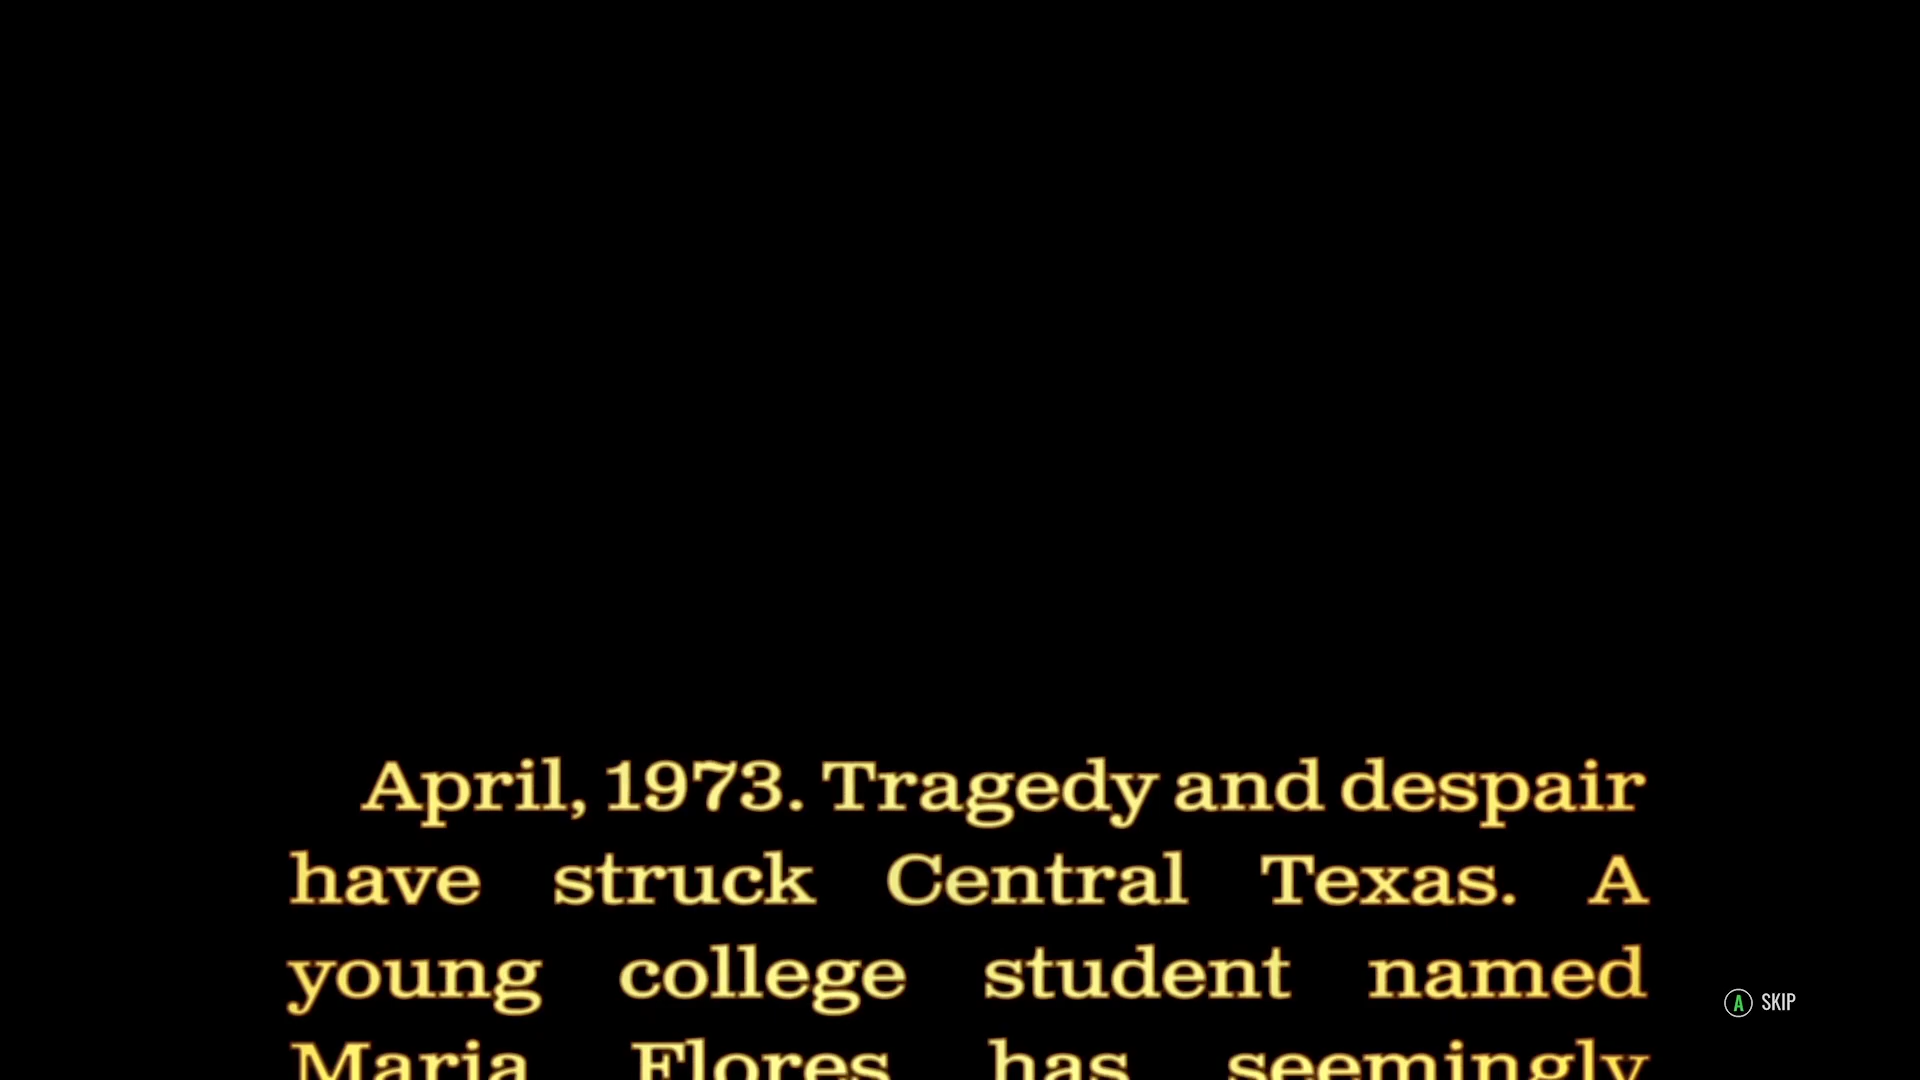 April, 1973. Tragedy and despair
have struck Central Texas. A
young college student named
Maria Flores has seemingly
A SKIP